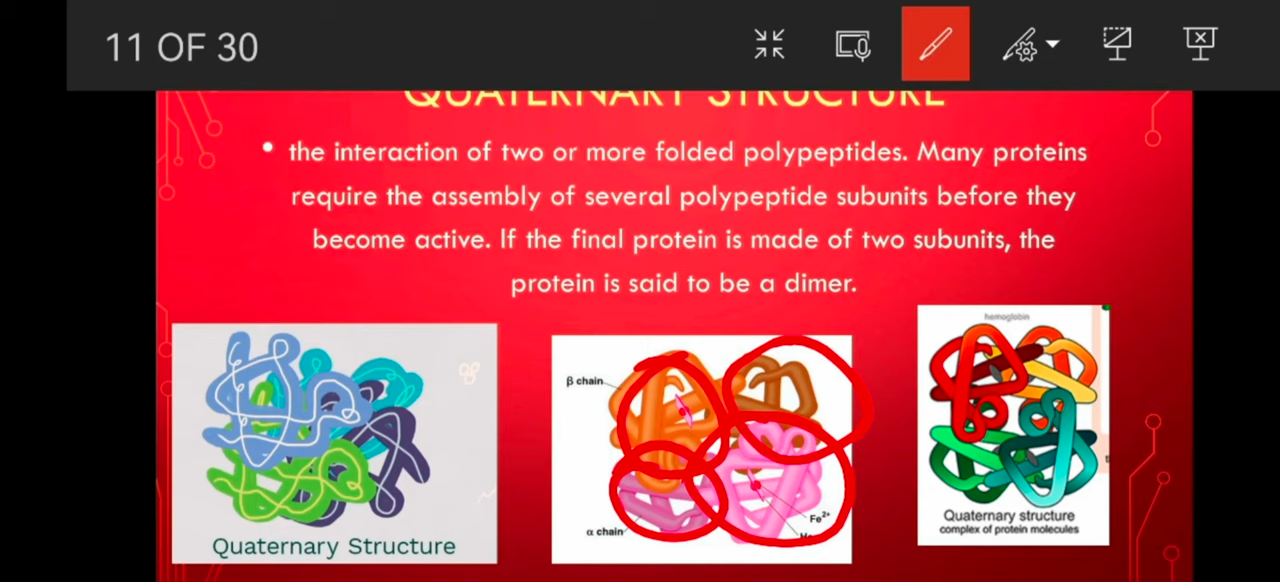 11 OF 30
QUATERNARY STRUCTURE
• the interaction of two or more folded polypeptides. Many proteins
require the assembly of several polypeptide subunits before they
become active. If the final protein is made of two subunits, the
protein is said to be a dimer.
Quaternary Structure
β chain
α chain
Fe²⁺
hemoglobin
Quaternary structure
complex of protein molecules